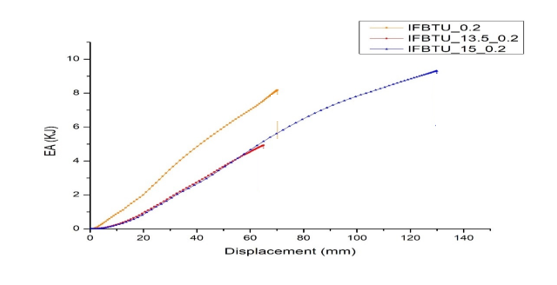 IFBTU_0.2
IFBTU_13.5_0.2
IFBTU_15_0.2
10
8
6
4
2
0
EA (KJ)
0 20 40 60 80 100 120 140
Displacement (mm)